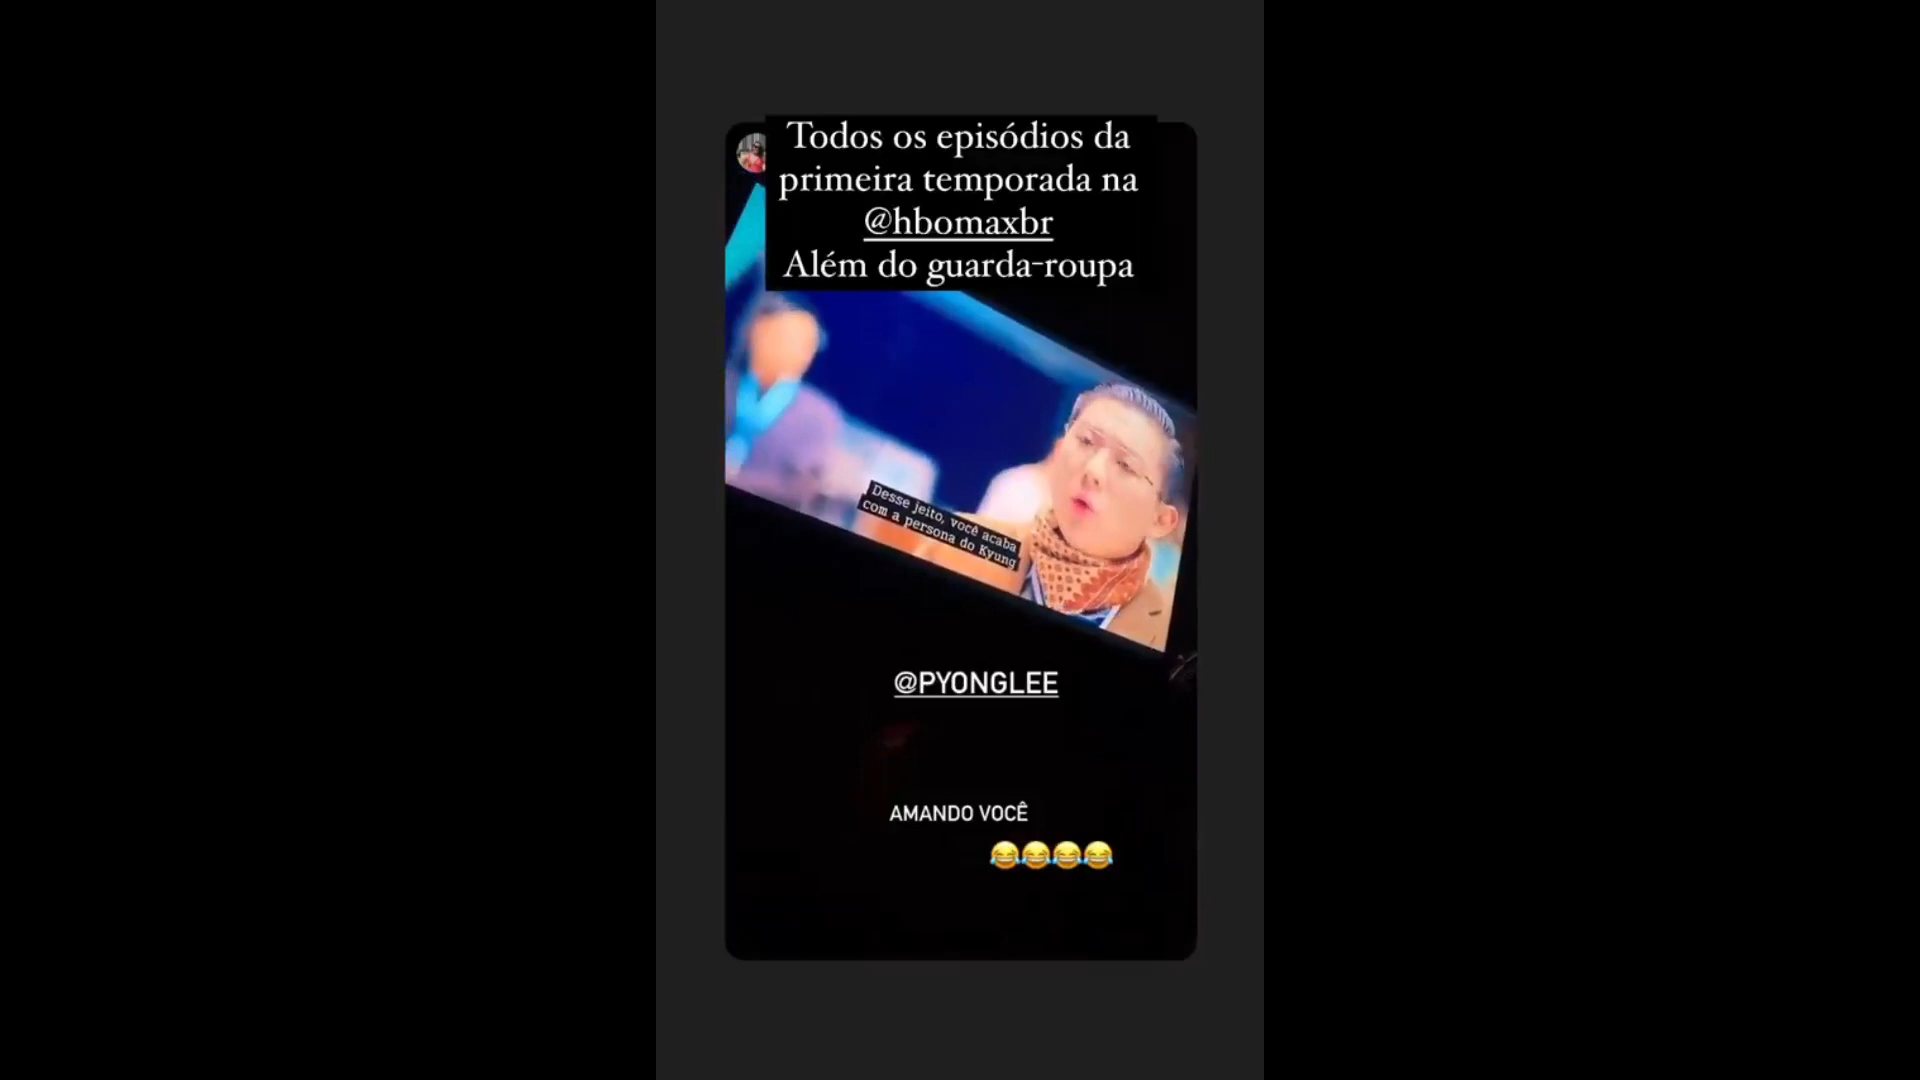 Todos os episódios da
primeira temporada na
@hbomaxbr
Além do guarda-roupa
Desse jeito, você acaba
com a persona do Kyung
@PYONGLEE
AMANDO VOCÊ